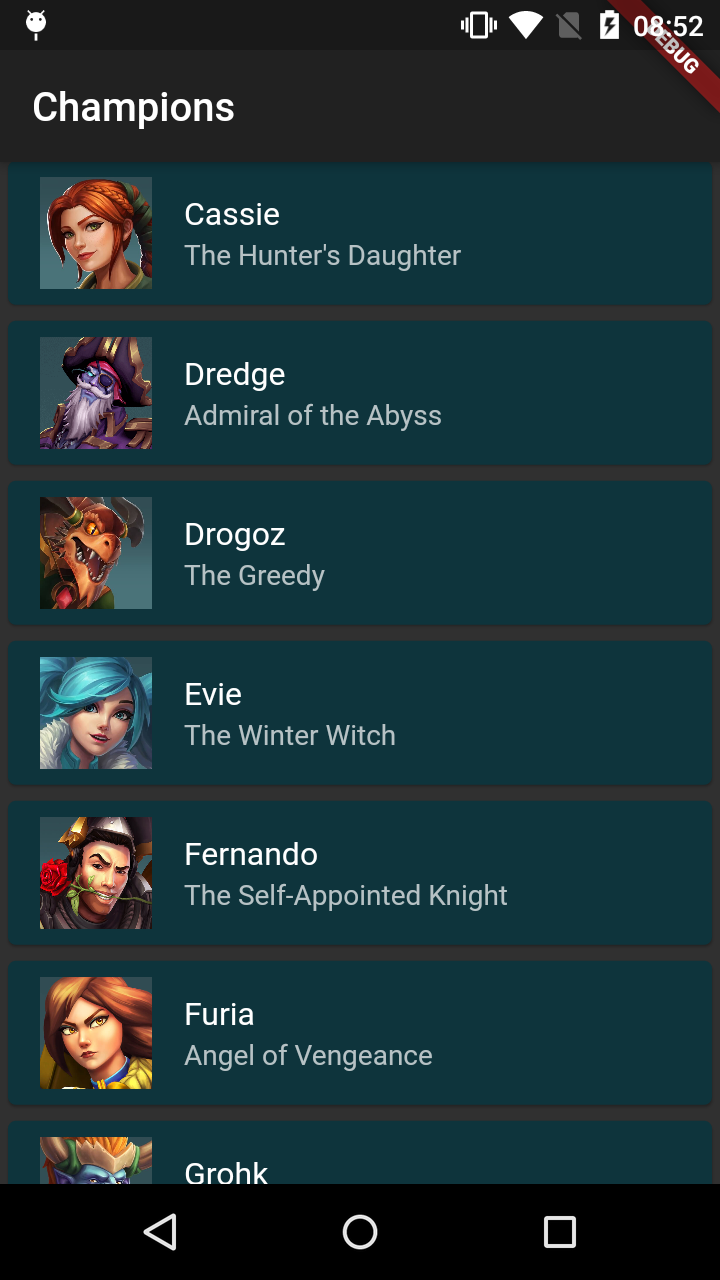 08:52
DEBUG
Champions
Cassie
The Hunter's Daughter
Dredge
Admiral of the Abyss
Drogoz
The Greedy
Evie
The Winter Witch
Fernando
The Self-Appointed Knight
Furia
Angel of Vengeance
Grohk